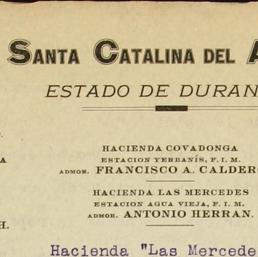 SANTA CATALINA DEL
ESTADO DE DURAN
HACIENDA COVADONGA
ESTACION YERBANÍS, F. I. M.
ADMOR. FRANCISCO A. CALDER
HACIENDA LAS MERCEDES
ESTACION AGUA VIEJA, F. I. M.
ADMOR. ANTONIO HERRAN.
H.
Hacienda "Las Mercede